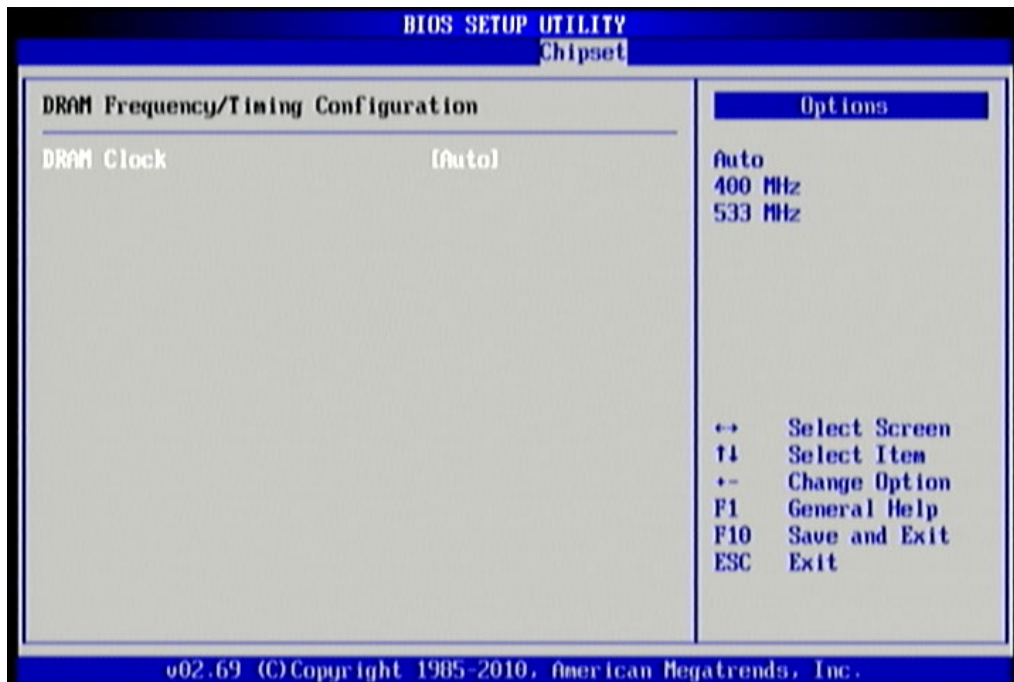 BIOS SETUP UTILITY
Chipset
DRAM Frequency/Timing Configuration
DRAM Clock [Auto]
Options
Auto
400 MHz
533 MHz
↔ Select Screen
↑↓ Select Item
+- Change Option
F1 General Help
F10 Save and Exit
ESC Exit
v02.69 (C)Copyright 1985-2010, American Megatrends, Inc.